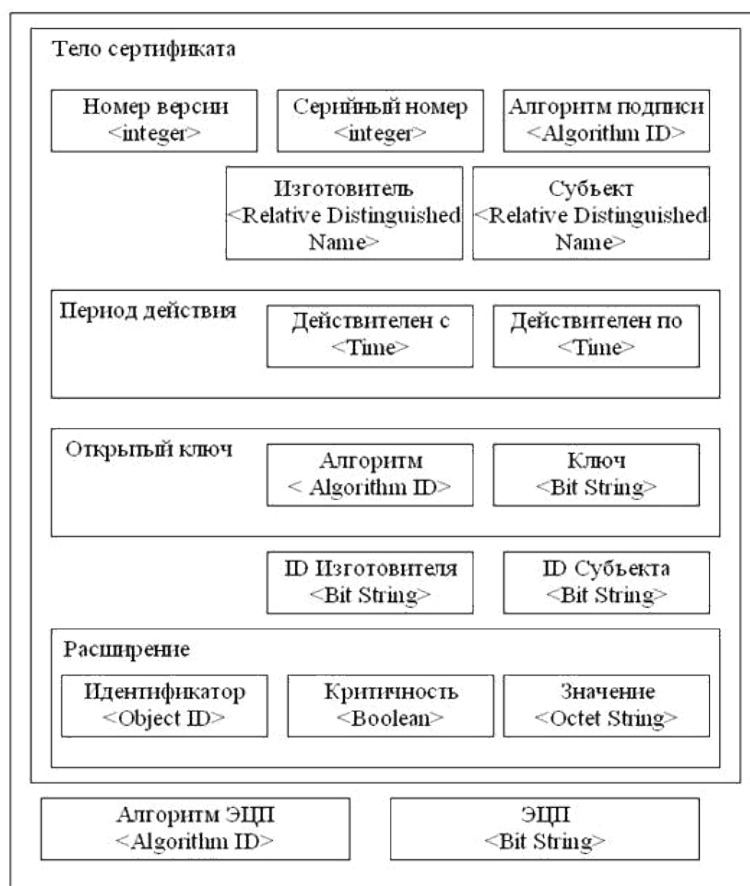 Тело сертификата
Номер версии
<integer>
Серийный номер
<integer>
Алгоритм подписи
<Algorithm ID>
Изготовитель
<Relative Distinguished
Name>
Субъект
<Relative Distinguished
Name>
Период действия
Действителен с
<Time>
Действителен по
<Time>
Открытый ключ
Алгоритм
< Algorithm ID>
Ключ
<Bit String>
ID Изготовителя
<Bit String>
ID Субъекта
<Bit String>
Расширение
Идентификатор
<Object ID>
Критичность
<Boolean>
Значение
<Octet String>
Алгоритм ЭЦП
<Algorithm ID>
ЭЦП
<Bit String>